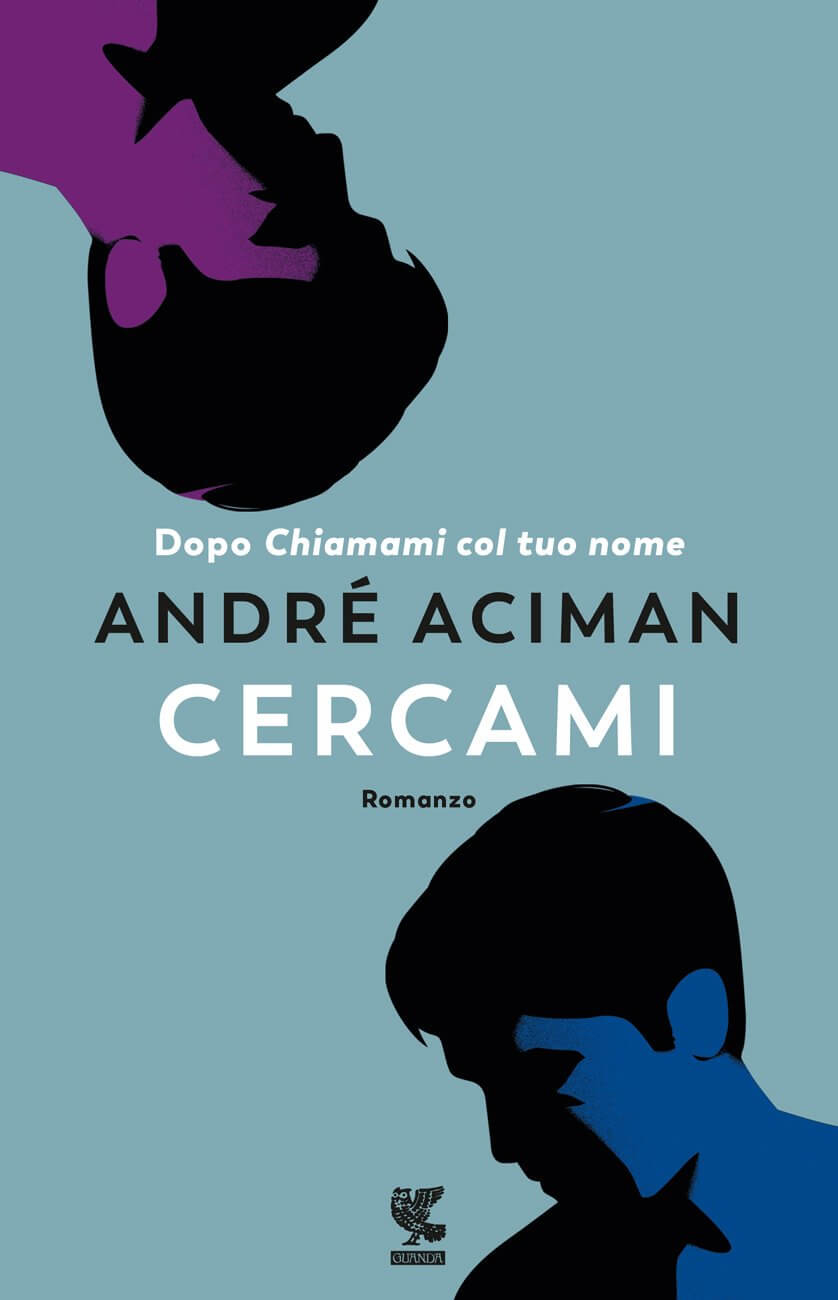 Dopo Chiamami col tuo nome
ANDRÉ ACIMAN
CERCAMI
Romanzo
GUANDA